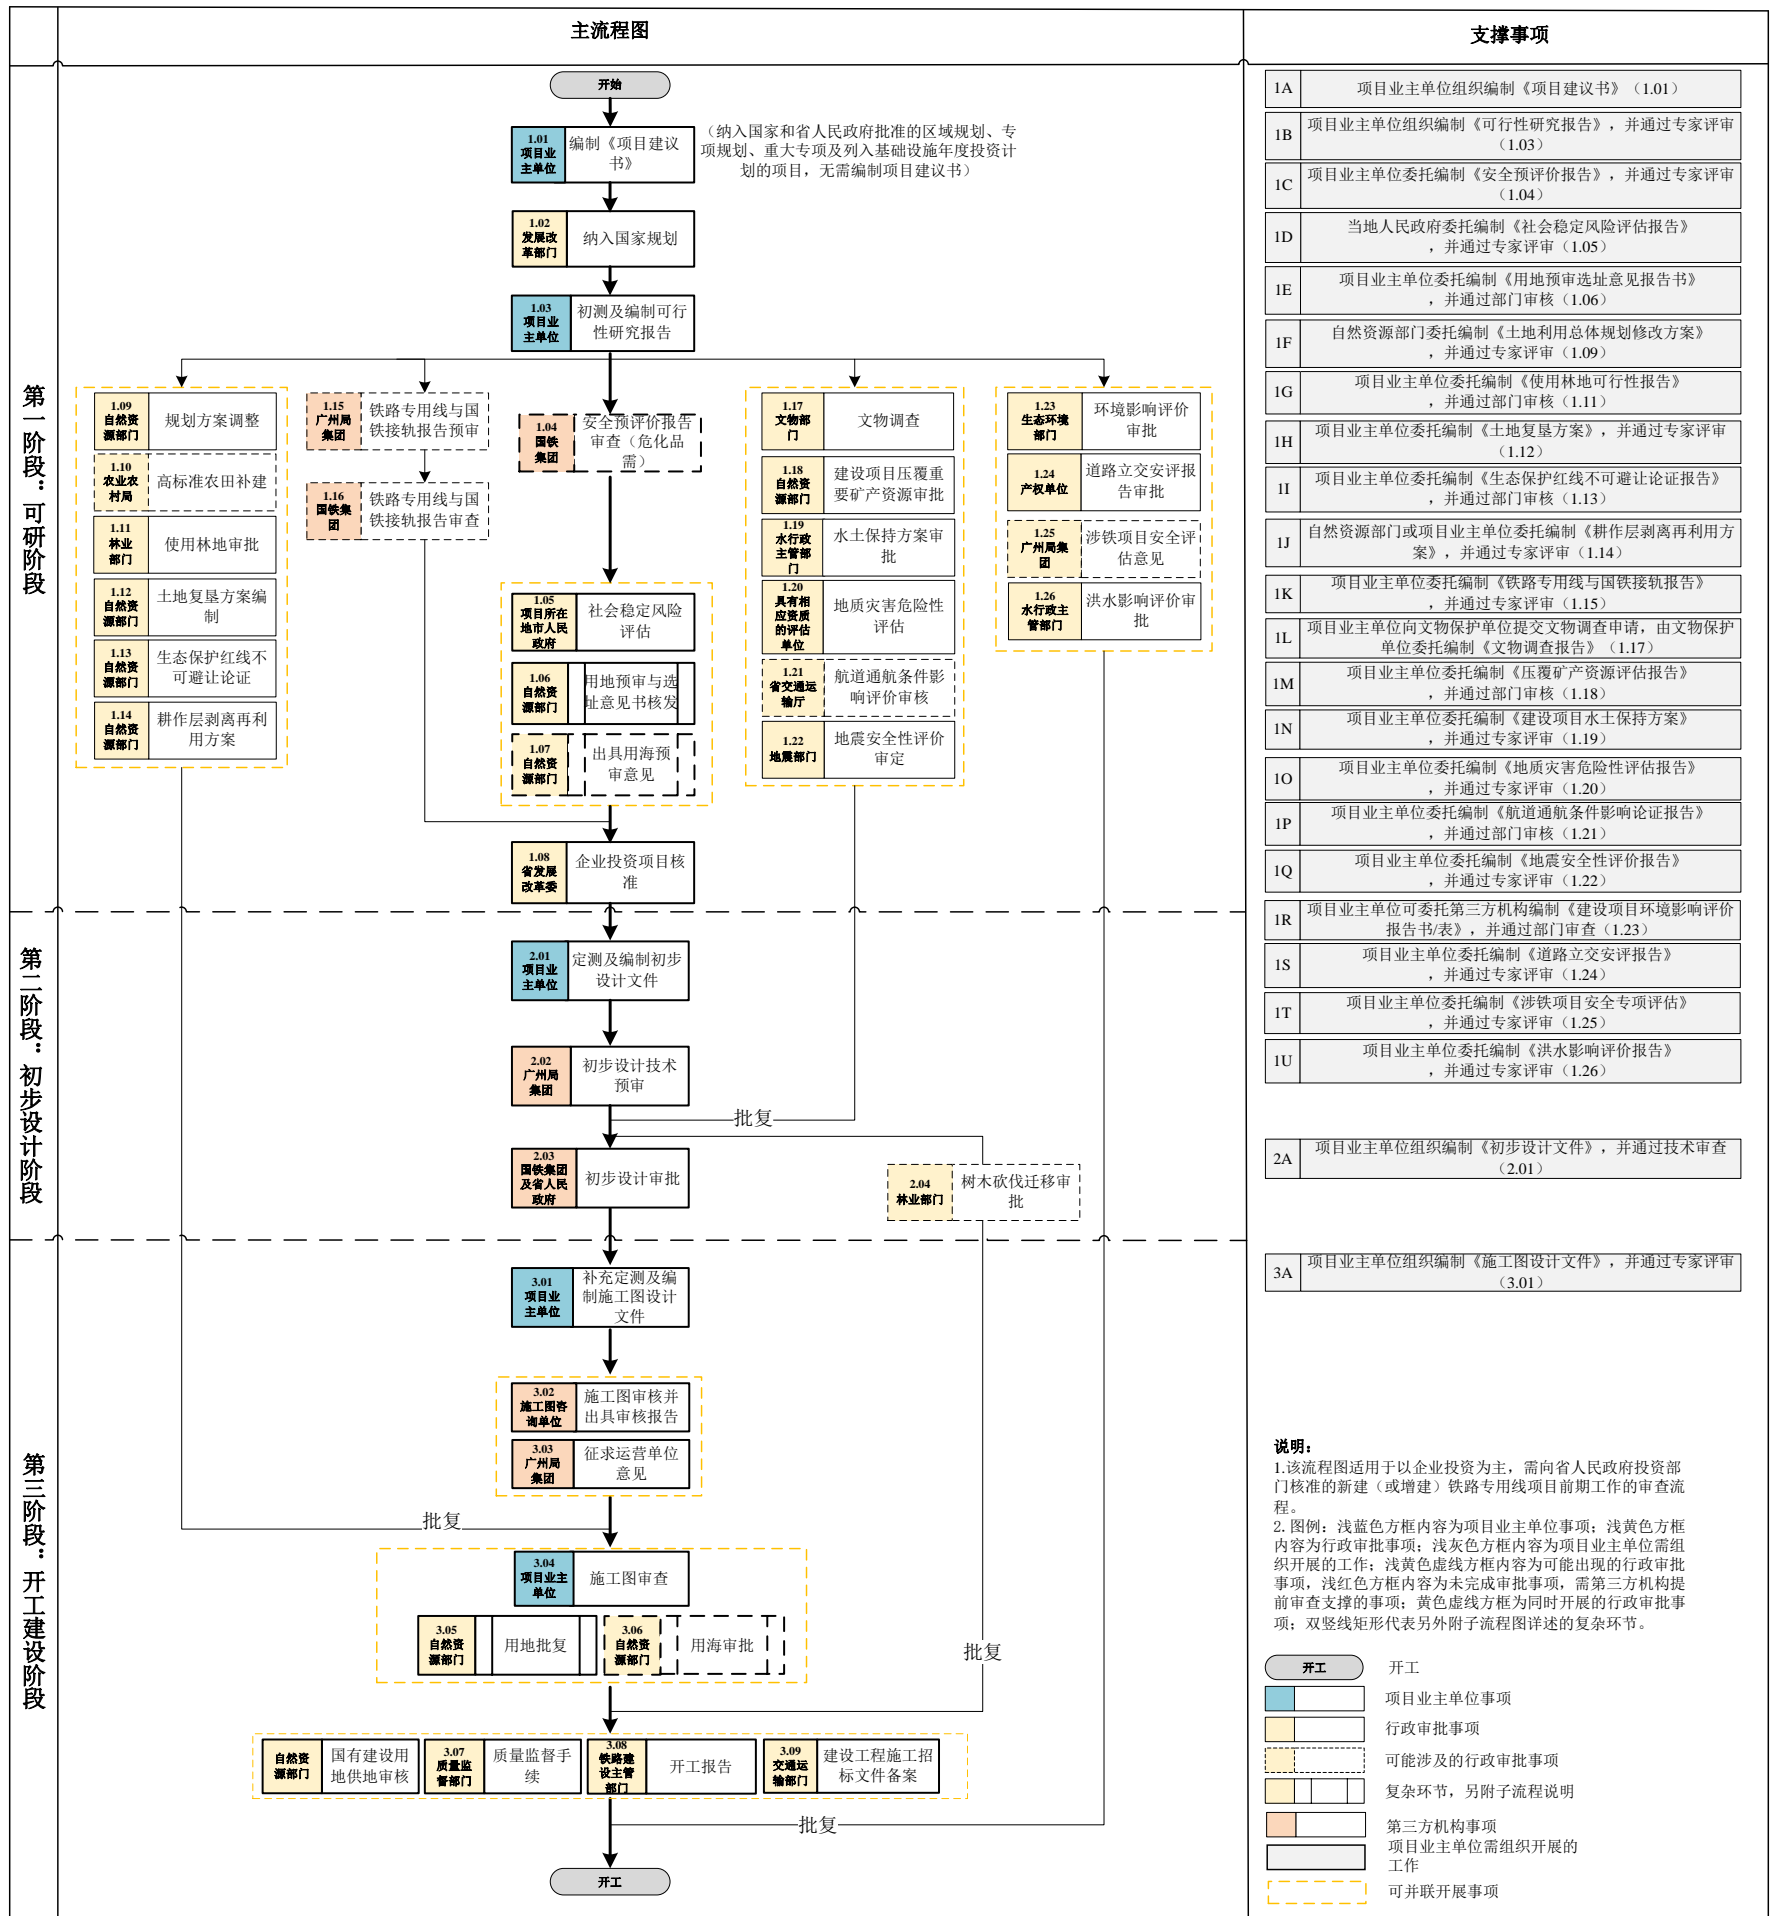 主流程图
支撑事项
第一阶段：可研阶段
开始
1.01
项目业
主单位
编制《项目建议
书》
（纳入国家和省人民政府批准的区域规划、专
项规划、重大专项及列入基础设施年度投资计
划的项目，无需编制项目建议书）
1.02
发展改
革部门
纳入国家规划
1.03
项目业
主单位
初测及编制可行
性研究报告
1.09
自然资
源部门
规划方案调整
1.10
农业农
村局
高标准农田补建
1.11
林业
部门
使用林地审批
1.12
自然资
源部门
土地复垦方案编
制
1.13
自然资
源部门
生态保护红线不
可避让论证
1.14
自然资
源部门
耕作层剥离再利
用方案
1.15
广州局
集团
铁路专用线与国
铁接轨报告预审
1.16
国铁集
团
铁路专用线与国
铁接轨报告审查
1.04
国铁
集团
安全预评价报告
审查（危化品
需）
1.05
项目所在
地市人民
政府
社会稳定风险
评估
1.06
自然资
源部门
用地预审与选
址意见书核发
1.07
自然资
源部门
出具用海预
审意见
1.17
文物部
门
文物调查
1.18
自然资
源部门
建设项目压覆重
要矿产资源审批
1.19
水行政
主管部
门
水土保持方案审
批
1.20
具有相
应资质
的评估
单位
地质灾害危险性
评估
1.21
省交通运
输厅
航道通航条件影
响评价审核
1.22
地震部门
地震安全性评价
审定
1.23
生态环境
部门
环境影响评价
审批
1.24
产权单位
道路立交安评报
告审批
1.25
广州局集
团
涉铁项目安全评
估意见
1.26
水行政主
管部门
洪水影响评价审
批
1.08
省发展
改革委
企业投资项目核
准
第二阶段：初步设计阶段
2.01
项目业
主单位
定测及编制初步
设计文件
2.02
广州局
集团
初步设计技术
预审
批复
2.03
国铁集团
及省人民
政府
初步设计审批
2.04
林业部门
树木砍伐迁移审
批
第三阶段：开工建设阶段
3.01
项目业
主单位
补充定测及编
制施工图设计
文件
3.02
施工图咨
询单位
施工图审核并
出具审核报告
3.03
广州局
集团
征求运营单位
意见
批复
3.04
项目业主
单位
施工图审查
3.05
自然资
源部门
用地批复
3.06
自然资
源部门
用海审批
批复
自然资
源部门
国有建设用
地供地审核
3.07
质量监
督部门
质量监督手
续
3.08
铁路建
设主管
部门
开工报告
3.09
交通运
输部门
建设工程施工招
标文件备案
批复
开工
1A
项目业主单位组织编制《项目建议书》（1.01）
1B
项目业主单位组织编制《可行性研究报告》，并通过专家评审
（1.03）
1C
项目业主单位委托编制《安全预评价报告》，并通过专家评审
（1.04）
1D
当地人民政府委托编制《社会稳定风险评估报告》
，并通过专家评审（1.05）
1E
项目业主单位委托编制《用地预审选址意见报告书》
，并通过部门审核（1.06）
1F
自然资源部门委托编制《土地利用总体规划修改方案》
，并通过专家评审（1.09）
1G
项目业主单位委托编制《使用林地可行性报告》
，并通过部门审核（1.11）
1H
项目业主单位委托编制《土地复垦方案》，并通过专家评审
（1.12）
1I
项目业主单位委托编制《生态保护红线不可避让论证报告》
，并通过部门审核（1.13）
1J
自然资源部门或项目业主单位委托编制《耕作层剥离再利用方
案》，并通过专家评审（1.14）
1K
项目业主单位委托编制《铁路专用线与国铁接轨报告》
，并通过专家评审（1.15）
1L
项目业主单位向文物保护单位提交文物调查申请，由文物保护
单位委托编制《文物调查报告》（1.17）
1M
项目业主单位委托编制《压覆矿产资源评估报告》
，并通过部门审核（1.18）
1N
项目业主单位委托编制《建设项目水土保持方案》
，并通过专家评审（1.19）
1O
项目业主单位委托编制《地质灾害危险性评估报告》
，并通过专家评审（1.20）
1P
项目业主单位委托编制《航道通航条件影响论证报告》
，并通过部门审核（1.21）
1Q
项目业主单位委托编制《地震安全性评价报告》
，并通过专家评审（1.22）
1R
项目业主单位可委托第三方机构编制《建设项目环境影响评价
报告书/表》，并通过部门审查（1.23）
1S
项目业主单位委托编制《道路立交安评报告》
，并通过专家评审（1.24）
1T
项目业主单位委托编制《涉铁项目安全专项评估》
，并通过专家评审（1.25）
1U
项目业主单位委托编制《洪水影响评价报告》
，并通过专家评审（1.26）
2A
项目业主单位组织编制《初步设计文件》，并通过技术审查
（2.01）
3A
项目业主单位组织编制《施工图设计文件》，并通过专家评审
（3.01）
说明：
1.该流程图适用于以企业投资为主，需向省人民政府投资部
门核准的新建（或增建）铁路专用线项目前期工作的审查流
程。
2.图例：浅蓝色方框内容为项目业主单位事项；浅黄色方框
内容为行政审批事项；浅灰色方框内容为项目业主单位需组
织开展的工作；浅黄色虚线方框内容为可能出现的行政审批
事项，浅红色方框内容为未完成审批事项，需第三方机构提
前审查支撑的事项；黄色虚线方框为同时开展的行政审批事
项；双竖线矩形代表另外附子流程图详述的复杂环节。
开工
开工
项目业主单位事项
行政审批事项
可能涉及的行政审批事项
复杂环节，另附子流程说明
第三方机构事项
项目业主单位需组织开展的
工作
可并联开展事项